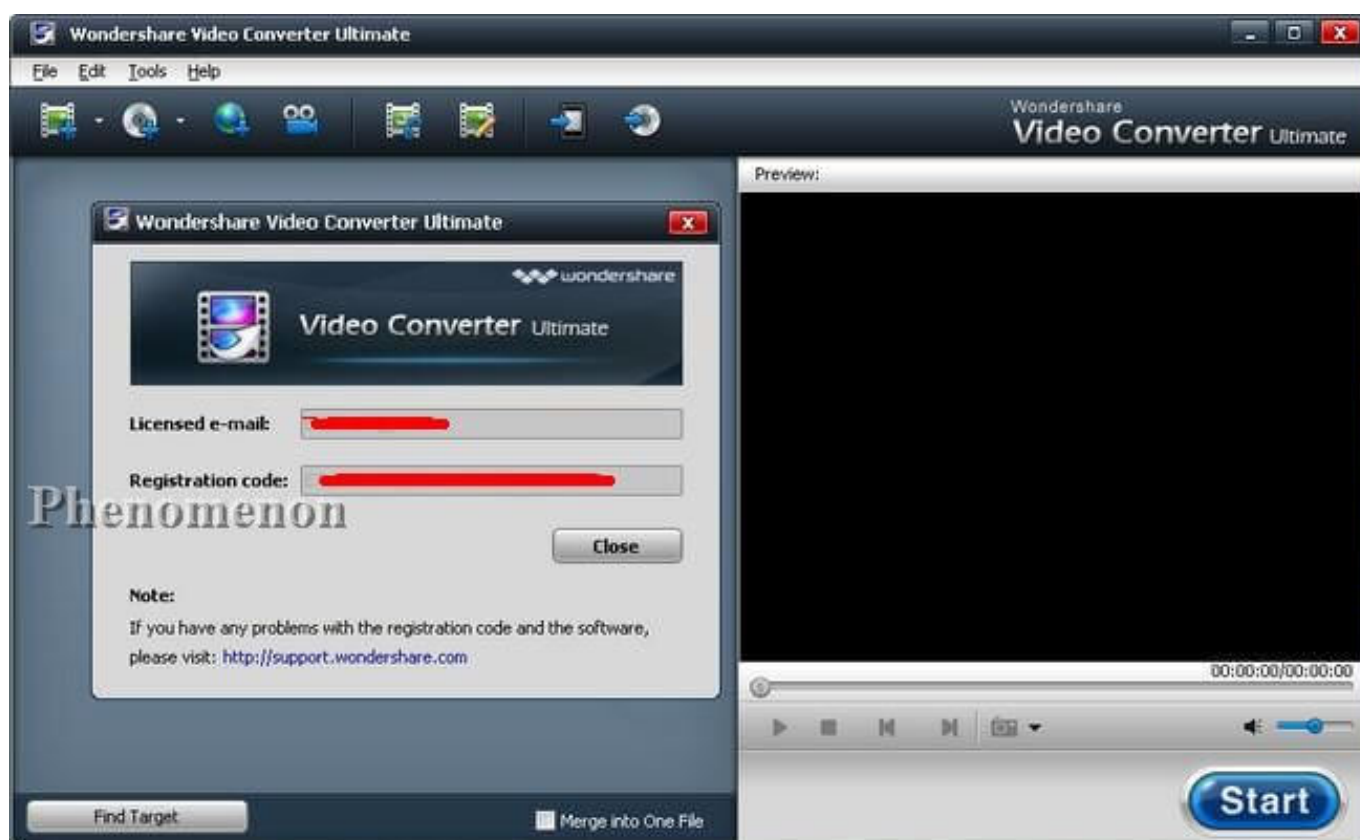 Wondershare Video Converter Ultimate
File Edit Tools Help
Wondershare
Video Converter Ultimate
Preview:
Wondershare Video Converter Ultimate
wondershare
Video Converter Ultimate
Licensed e-mail:
Registration code:
Phenomenon
Close
Note:
If you have any problems with the registration code and the software,
please visit: http://support.wondershare.com
00:00:00/00:00:00
Find Target
Merge into One File
Start